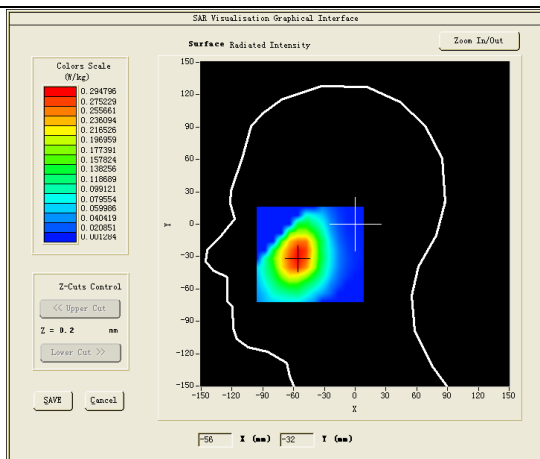 SAR Visualisation Graphical Interface
Surface Radiated Intensity
Zoom In/Out
Colors Scale
(W/kg)
0.294796
0.275229
0.255661
0.236094
0.216526
0.196959
0.177391
0.157824
0.138256
0.118689
0.099121
0.079554
0.059986
0.040419
0.020851
0.001284
Z-Cuts Control
<< Upper Cut
Z = 0.2 mm
Lower Cut >>
SAVE Cancel
150
120
90
60
30
0
-30
-60
-90
-120
-150
Y
-150 -120 -90 -60 -30 0 30 60 90 120 150
X
-56 X (mm) -32 Y (mm)